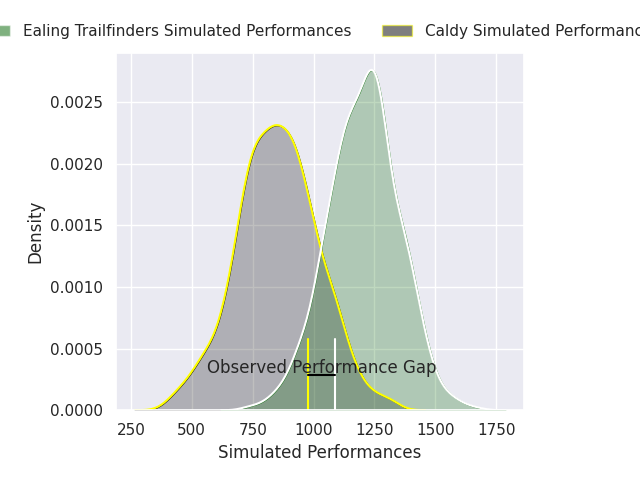 Ealing Trailfinders Simulated Performances Caldy Simulated
0.0025
0.0020
0.0015
0.0010
0.0005
0.0000
Density
Observed Performance Gap
250 500 750 1000 1250 1500 1750
Simulated Performances